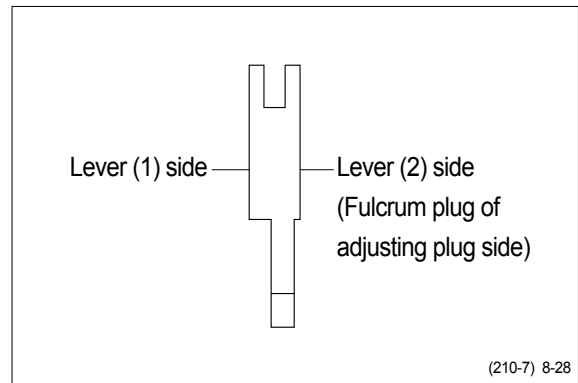 Lever (1) side
Lever (2) side
(Fulcrum plug of
adjusting plug side)
(210-7) 8-28